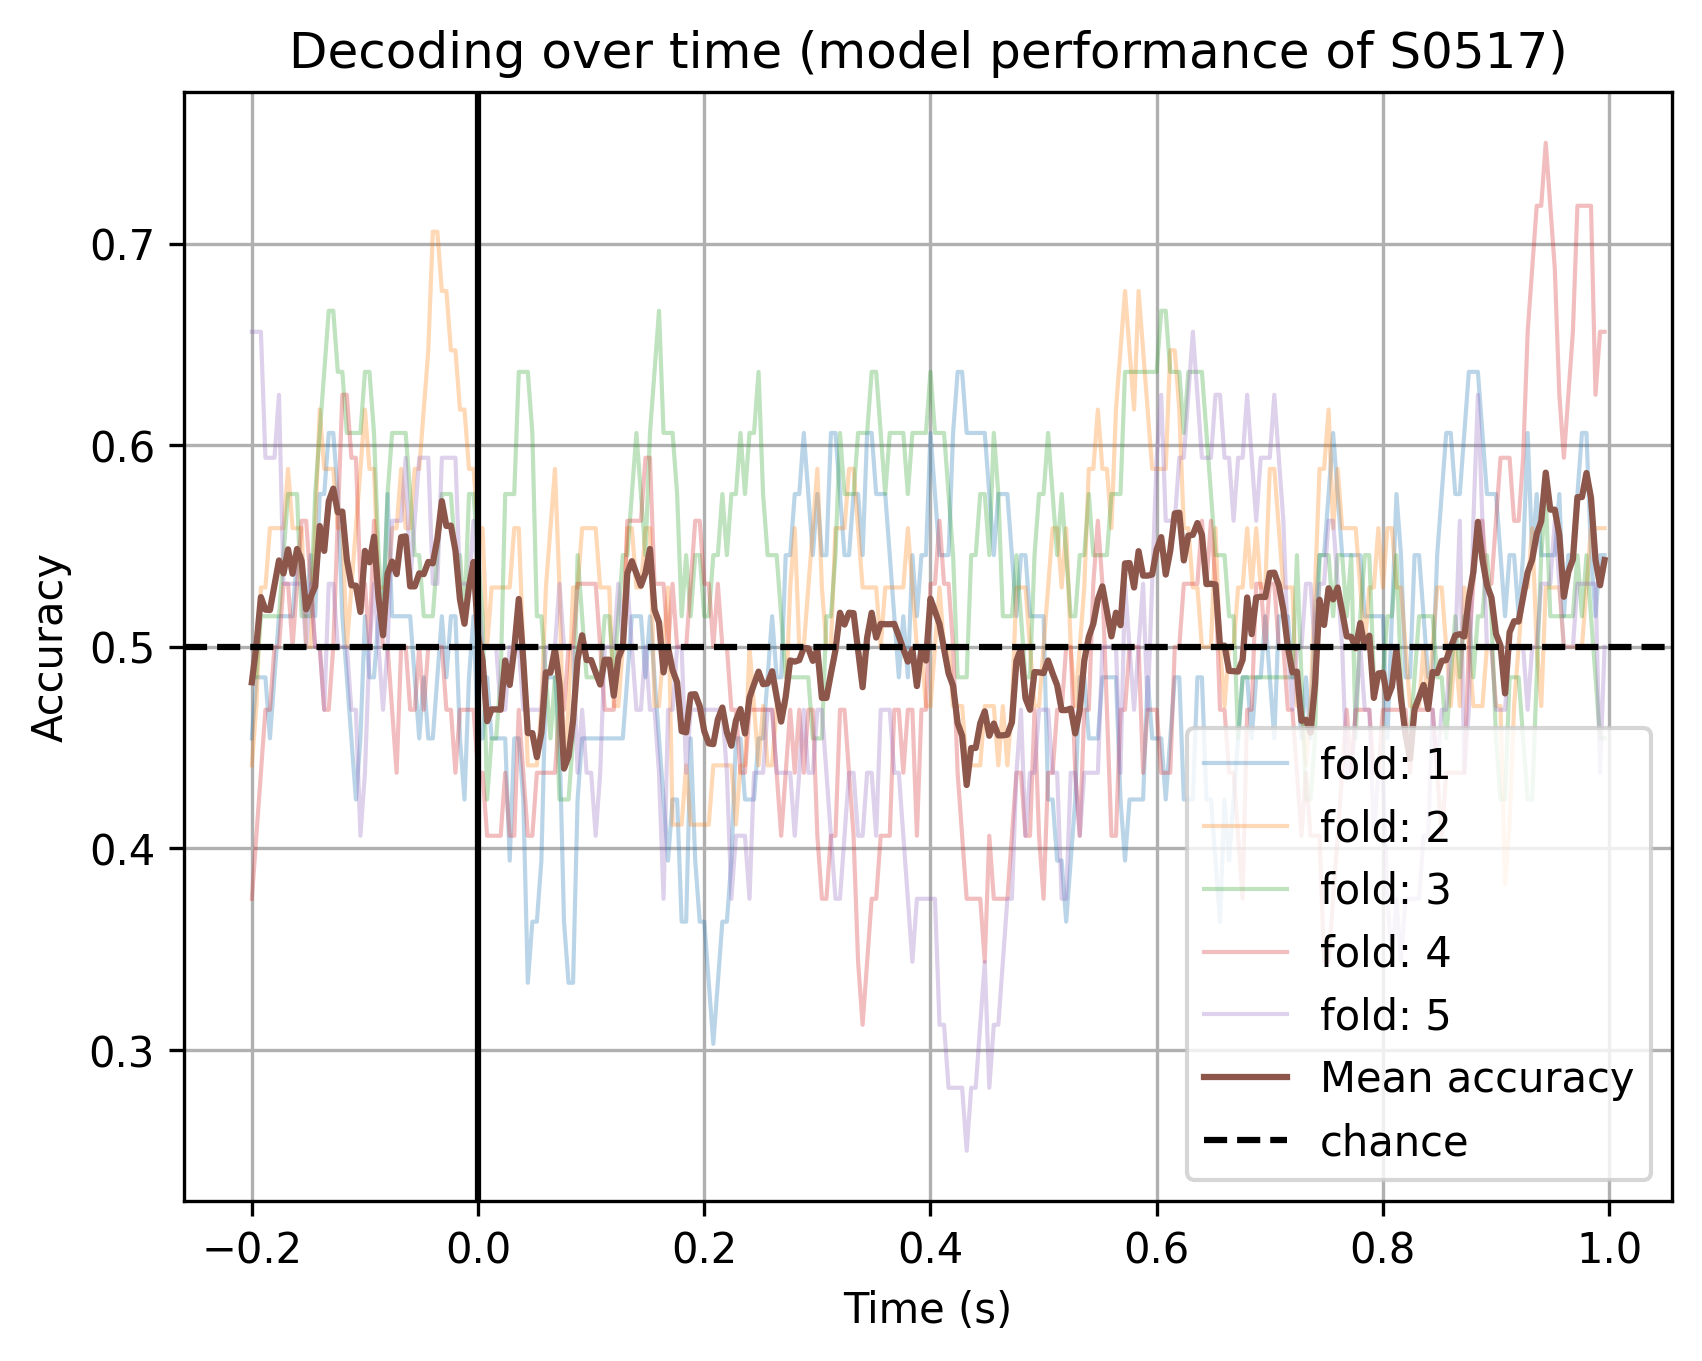 Decoding over time (model performance of S0517)
Accuracy
0.7
0.6
0.5
0.4
0.3
−0.2 0.0 0.2 0.4 0.6 0.8 1.0
Time (s)
fold: 1
fold: 2
fold: 3
fold: 4
fold: 5
Mean accuracy
chance